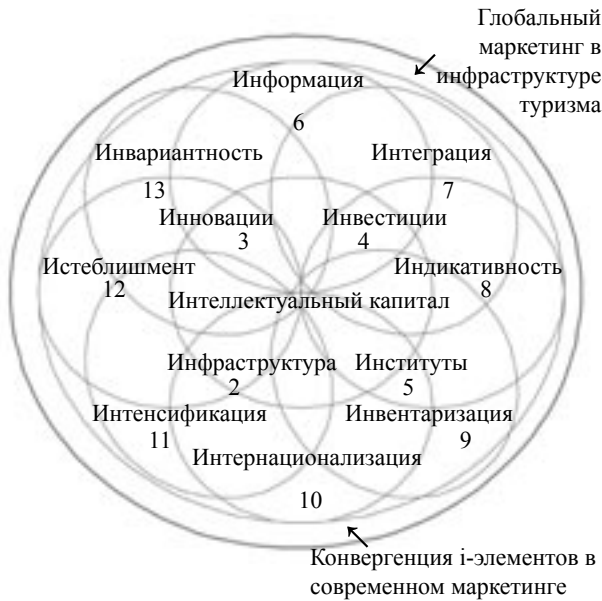 Глобальный
маркетинг в
инфраструктуре
туризма
Информация
6
Инвариантность
Интеграция
13
7
Инновации
Инвестиции
3
4
Истеблишмент
Индикативность
12
8
Интеллектуальный капитал
Инфраструктура
Институты
2
5
Интенсификация
Инвентаризация
11
9
Интернационализация
10
Конвергенция i-элементов в
современном маркетинге